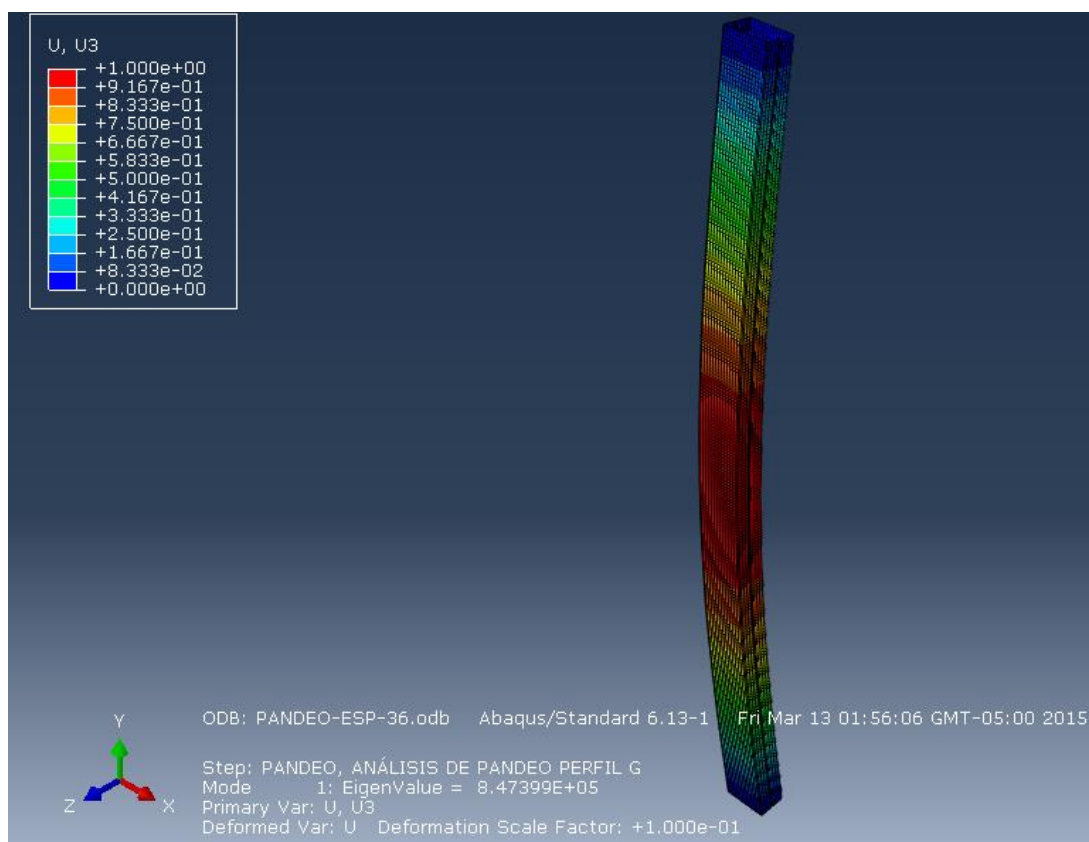 U, U3
+1.000e+00
+9.167e-01
+8.333e-01
+7.500e-01
+6.667e-01
+5.833e-01
+5.000e-01
+4.167e-01
+3.333e-01
+2.500e-01
+1.667e-01
+8.333e-02
+0.000e+00
Y
Z X
ODB: PANDEO-ESP-36.odb Abaqus/Standard 6.13-1 Fri Mar 13 01:56:06 GMT-05:00 2015
Step: PANDEO, ANÁLISIS DE PANDEO PERFIL G
Mode 1: EigenValue = 8.47399E+05
Primary Var: U, U3
Deformed Var: U Deformation Scale Factor: +1.000e-01